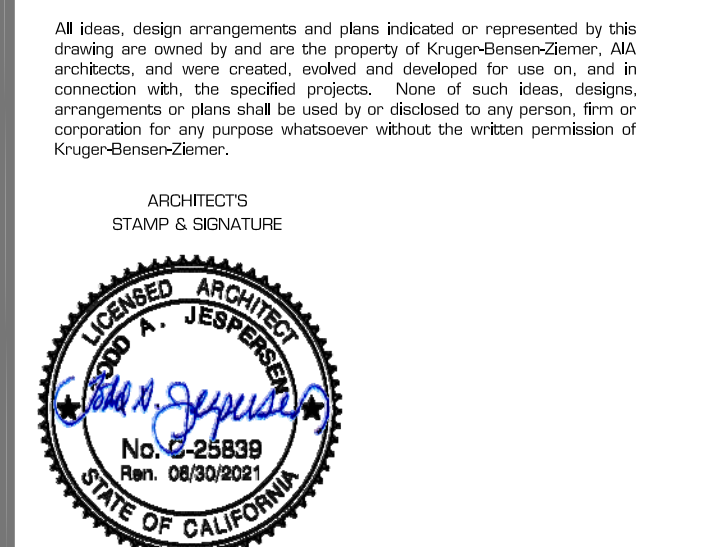 All ideas, design arrangements and plans indicated or represented by this
drawing are owned by and are the property of Kruger-Bensen-Ziemer, AIA
architects, and were created, evolved and developed for use on, and in
connection with, the specified projects. None of such ideas, designs,
arrangements or plans shall be used by or disclosed to any person, firm or
corporation for any purpose whatsoever without the written permission of
Kruger-Bensen-Ziemer.
ARCHITECT'S
STAMP & SIGNATURE
LICENSED ARCHITECT
TODD A. JESPERSEN
Todd A. Jespersen
No. C-25839
Ren. 08/30/2021
STATE OF CALIFORNIA